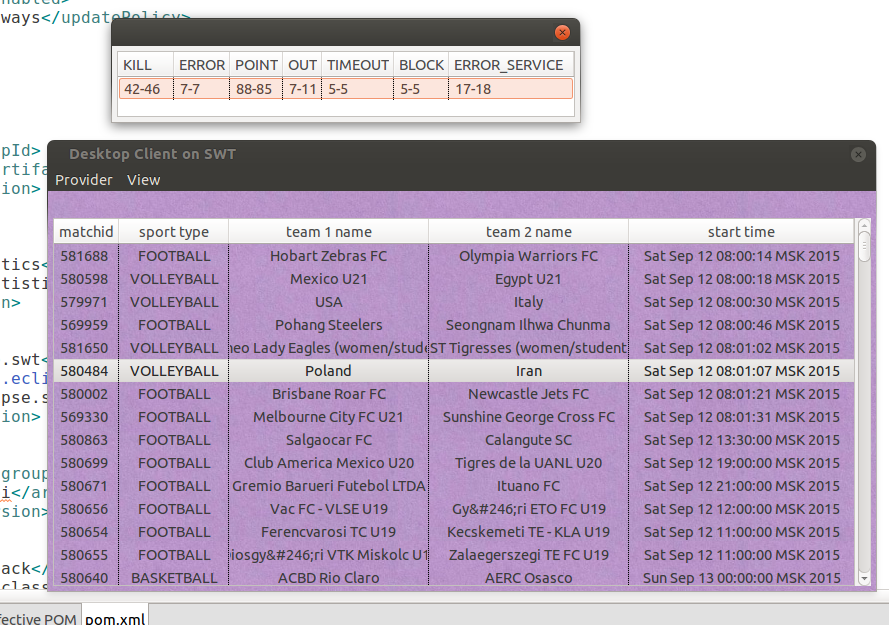 nabled>
ways</updatePolicy>
KILL ERROR POINT OUT TIMEOUT BLOCK ERROR_SERVICE
42-46 7-7 88-85 7-11 5-5 5-5 17-18
pId>
rtifa
ion>
Desktop Client on SWT
Provider View
matchid sport type team 1 name team 2 name start time
581688 FOOTBALL Hobart Zebras FC Olympia Warriors FC Sat Sep 12 08:00:14 MSK 2015
580598 VOLLEYBALL Mexico U21 Egypt U21 Sat Sep 12 08:00:18 MSK 2015
tics<
tisti
579971 VOLLEYBALL USA Italy Sat Sep 12 08:00:30 MSK 2015
n>
569959 FOOTBALL Pohang Steelers Seongnam Ilhwa Chunma Sat Sep 12 08:00:46 MSK 2015
581650 VOLLEYBALL neo Lady Eagles (women/stude ST Tigresses (women/student Sat Sep 12 08:01:02 MSK 2015
.swt<
580484 VOLLEYBALL Poland Iran Sat Sep 12 08:01:07 MSK 2015
.ecli
580002 FOOTBALL Brisbane Roar FC Newcastle Jets FC Sat Sep 12 08:01:21 MSK 2015
pse.s
569330 FOOTBALL Melbourne City FC U21 Sunshine George Cross FC Sat Sep 12 08:01:31 MSK 2015
ion>
580863 FOOTBALL Salgaocar FC Calangute SC Sat Sep 12 13:30:00 MSK 2015
580699 FOOTBALL Club America Mexico U20 Tigres de la UANL U20 Sat Sep 12 19:00:00 MSK 2015
group
580671 FOOTBALL Gremio Barueri Futebol LTDA Ituano FC Sat Sep 12 21:00:00 MSK 2015
i</ar
580656 FOOTBALL Vac FC - VLSE U19 Gy&#246;ri ETO FC U19 Sat Sep 12 12:00:00 MSK 2015
rsion>
580654 FOOTBALL Ferencvarosi TC U19 Kecskemeti TE - KLA U19 Sat Sep 12 11:00:00 MSK 2015
580655 FOOTBALL iosgy&#246;ri VTK Miskolc U1 Zalaegerszegi TE FC U19 Sat Sep 12 11:00:00 MSK 2015
ack</
580640 BASKETBALL ACBD Rio Claro AERC Osasco Sun Sep 13 00:00:00 MSK 2015
class
fective POM pom.xml